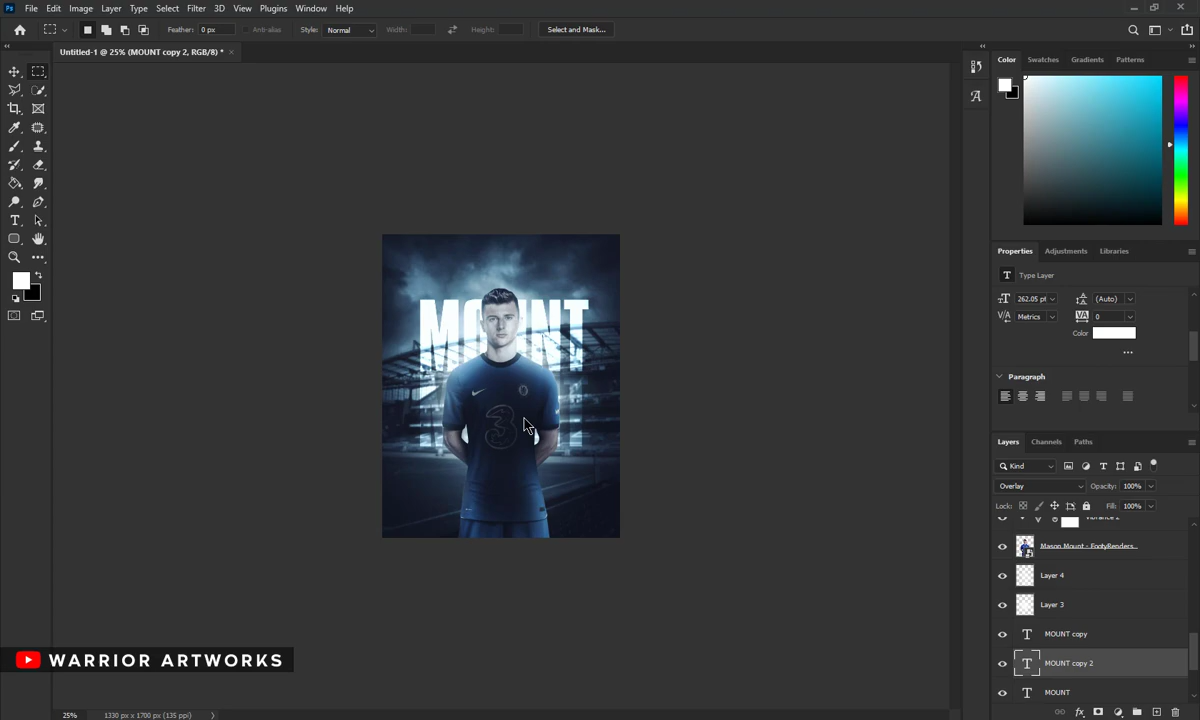 Ps File Edit Image Layer Type Select Filter 3D View Plugins Window Help
Feather: 0 px Anti-alias Style: Normal Width: Height: Select and Mask...
Untitled-1 @ 25% (MOUNT copy 2, RGB/8) * ×
Color Swatches Gradients Patterns
Properties Adjustments Libraries
T Type Layer
262.05 pt (Auto)
Metrics 0
Color
Paragraph
MOUNT
3
Layers Channels Paths
Kind
Overlay Opacity: 100%
Lock: Fill: 100%
Vibrance 2
Mason Mount - FootyRenders...
Layer 4
Layer 3
T MOUNT copy
T MOUNT copy 2
T MOUNT
WARRIOR ARTWORKS
25% 1330 px x 1700 px (135 ppi)